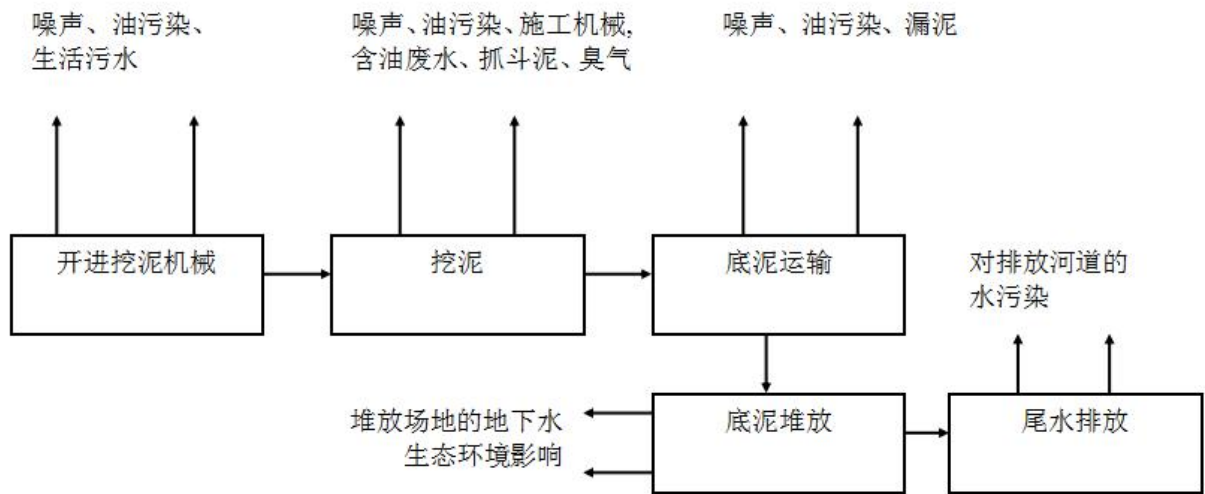 噪声、油污染、
生活污水
噪声、油污染、施工机械,
含油废水、抓斗泥、臭气
噪声、油污染、漏泥
开进挖泥机械
挖泥
底泥运输
对排放河道的
水污染
堆放场地的地下水
生态环境影响
底泥堆放
尾水排放